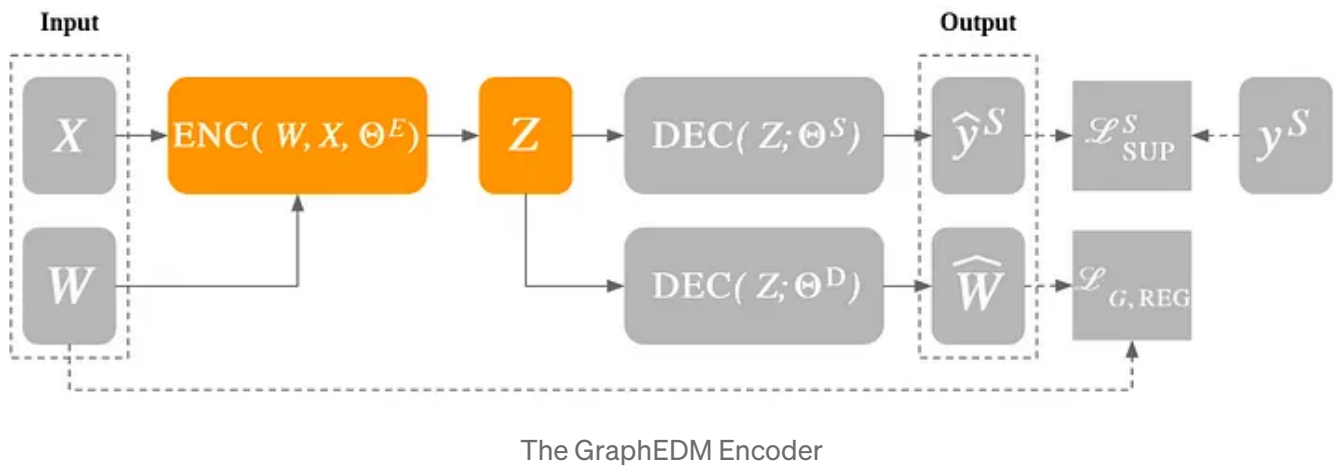 Input
Output
X
ENC( W, X, Θ^E)
Z
DEC( Z; Θ^S)
ŷ^S
ℒ^S_SUP
y^S
W
DEC( Z; Θ^D)
Ŵ
ℒ_G, REG
The GraphEDM Encoder